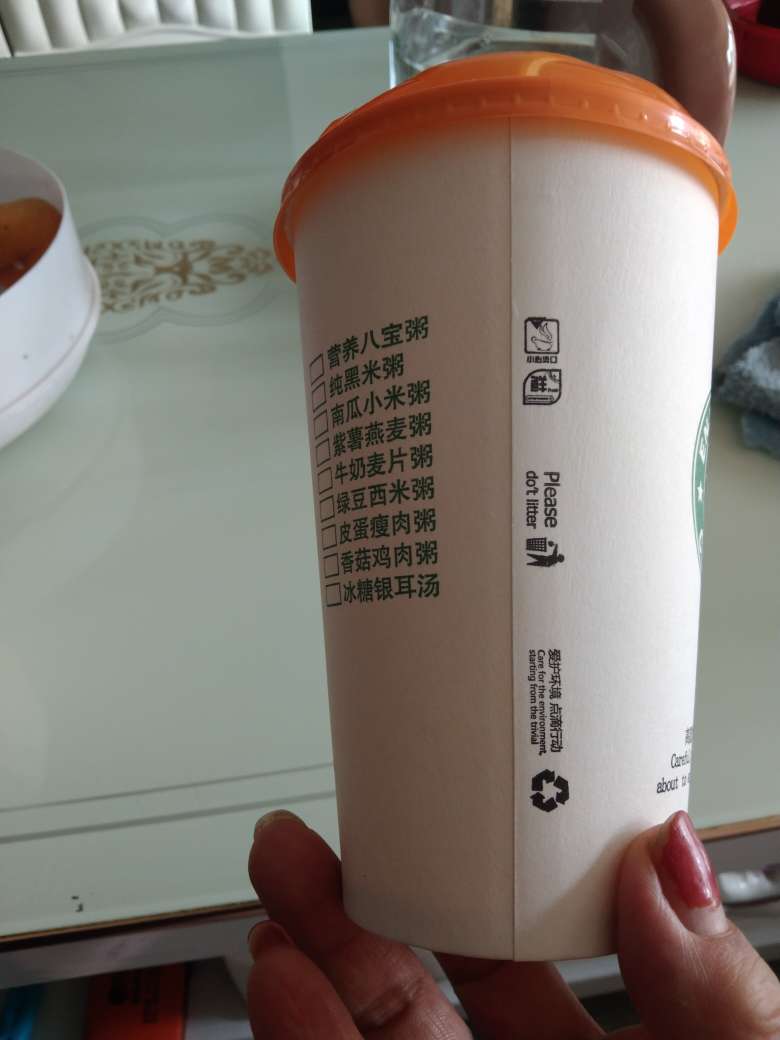 营养八宝粥
纯黑米粥
南瓜小米粥
紫薯燕麦粥
牛奶麦片粥
绿豆西米粥
皮蛋瘦肉粥
香菇鸡肉粥
冰糖银耳汤
小心烫口
Please
do't litter
爱护环境 点滴行动
Care for the environment,
starting from the trivial
about